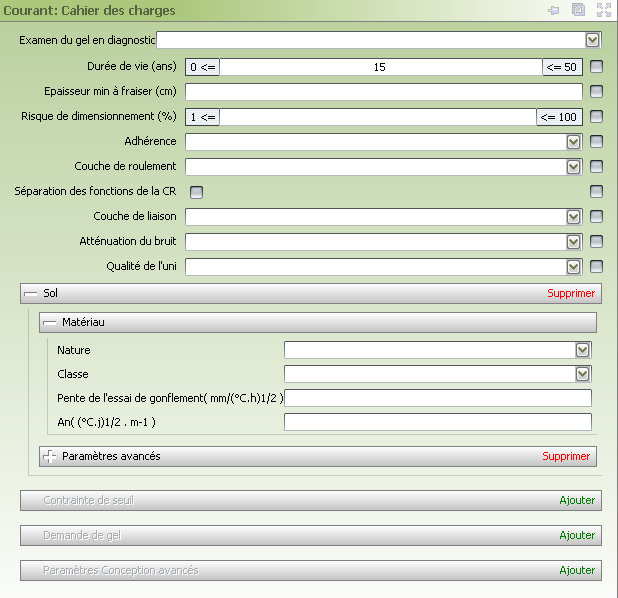 Courant: Cahier des charges
Examen du gel en diagnostic
Durée de vie (ans) 0 <= 15 <= 50
Epaisseur min à fraiser (cm)
Risque de dimensionnement (%) 1 <= <= 100
Adhérence
Couche de roulement
Séparation des fonctions de la CR
Couche de liaison
Atténuation du bruit
Qualité de l'uni
Sol Supprimer
Matériau
Nature
Classe
Pente de l'essai de gonflement( mm/(°C.h)1/2 )
An( (°C.j)1/2 . m-1 )
Paramètres avancés Supprimer
Contrainte de seuil Ajouter
Demande de gel Ajouter
Paramètres Conception avancés Ajouter